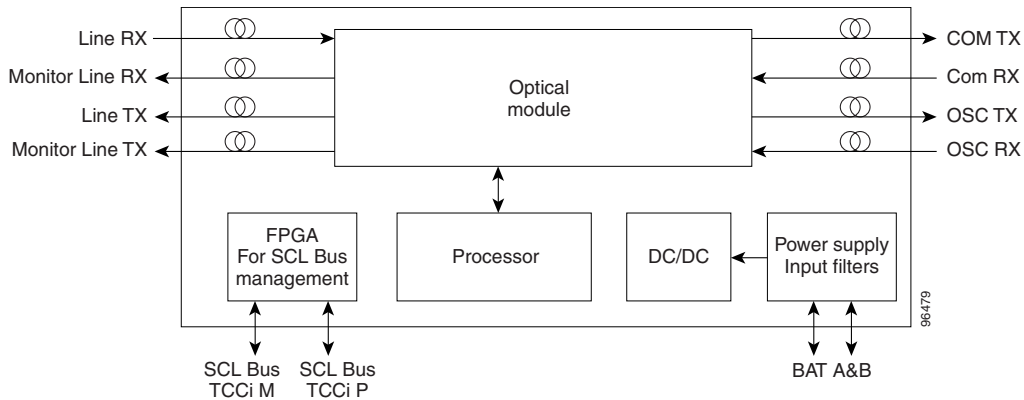 Line RX
COM TX
Monitor Line RX
Com RX
Line TX
OSC TX
Monitor Line TX
OSC RX
Optical
module
FPGA
For SCL Bus
management
Processor
DC/DC
Power supply
Input filters
96479
SCL Bus
TCCi M
SCL Bus
TCCi P
BAT A&B